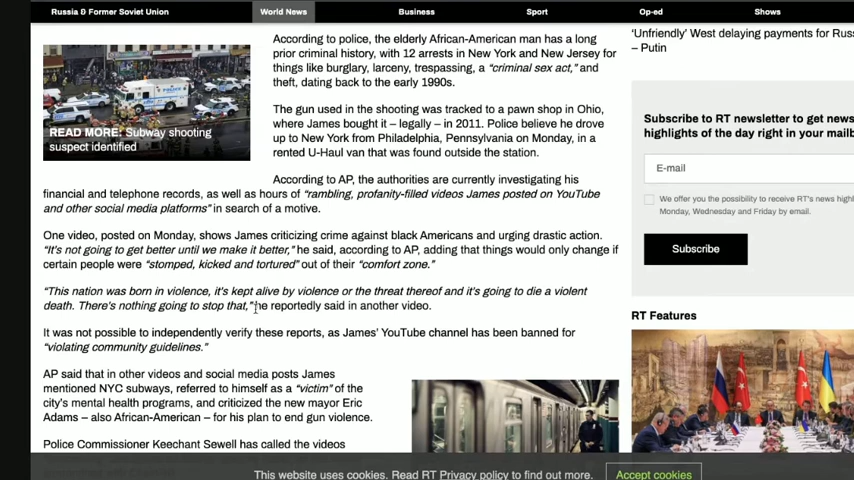 Russia & Former Soviet Union
World News
Business
Sport
Op-ed
Shows
READ MORE: Subway shooting
suspect identified
According to police, the elderly African-American man has a long
prior criminal history, with 12 arrests in New York and New Jersey for
things like burglary, larceny, trespassing, a “criminal sex act,” and
theft, dating back to the early 1990s.
The gun used in the shooting was tracked to a pawn shop in Ohio,
where James bought it – legally – in 2011. Police believe he drove
up to New York from Philadelphia, Pennsylvania on Monday, in a
rented U-Haul van that was found outside the station.
According to AP, the authorities are currently investigating his
financial and telephone records, as well as hours of “rambling, profanity-filled videos James posted on YouTube
and other social media platforms” in search of a motive.
One video, posted on Monday, shows James criticizing crime against black Americans and urging drastic action.
“It's not going to get better until we make it better,” he said, according to AP, adding that things would only change if
certain people were “stomped, kicked and tortured” out of their “comfort zone.”
“This nation was born in violence, it's kept alive by violence or the threat thereof and it's going to die a violent
death. There's nothing going to stop that,” he reportedly said in another video.
It was not possible to independently verify these reports, as James' YouTube channel has been banned for
“violating community guidelines.”
AP said that in other videos and social media posts James
mentioned NYC subways, referred to himself as a “victim” of the
city's mental health programs, and criticized the new mayor Eric
Adams – also African-American – for his plan to end gun violence.
Police Commissioner Keechant Sewell has called the videos
‘Unfriendly’ West delaying payments for Russ
– Putin
Subscribe to RT newsletter to get news
highlights of the day right in your mailb
E-mail
We offer you the possibility to receive RT's news highl
Monday, Wednesday and Friday by email.
Subscribe
RT Features
This website uses cookies. Read RT Privacy policy to find out more.
Accept cookies